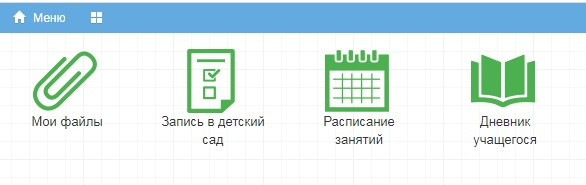 Меню
Мои файлы
Запись в детский
сад
Расписание
занятий
Дневник
учащегося